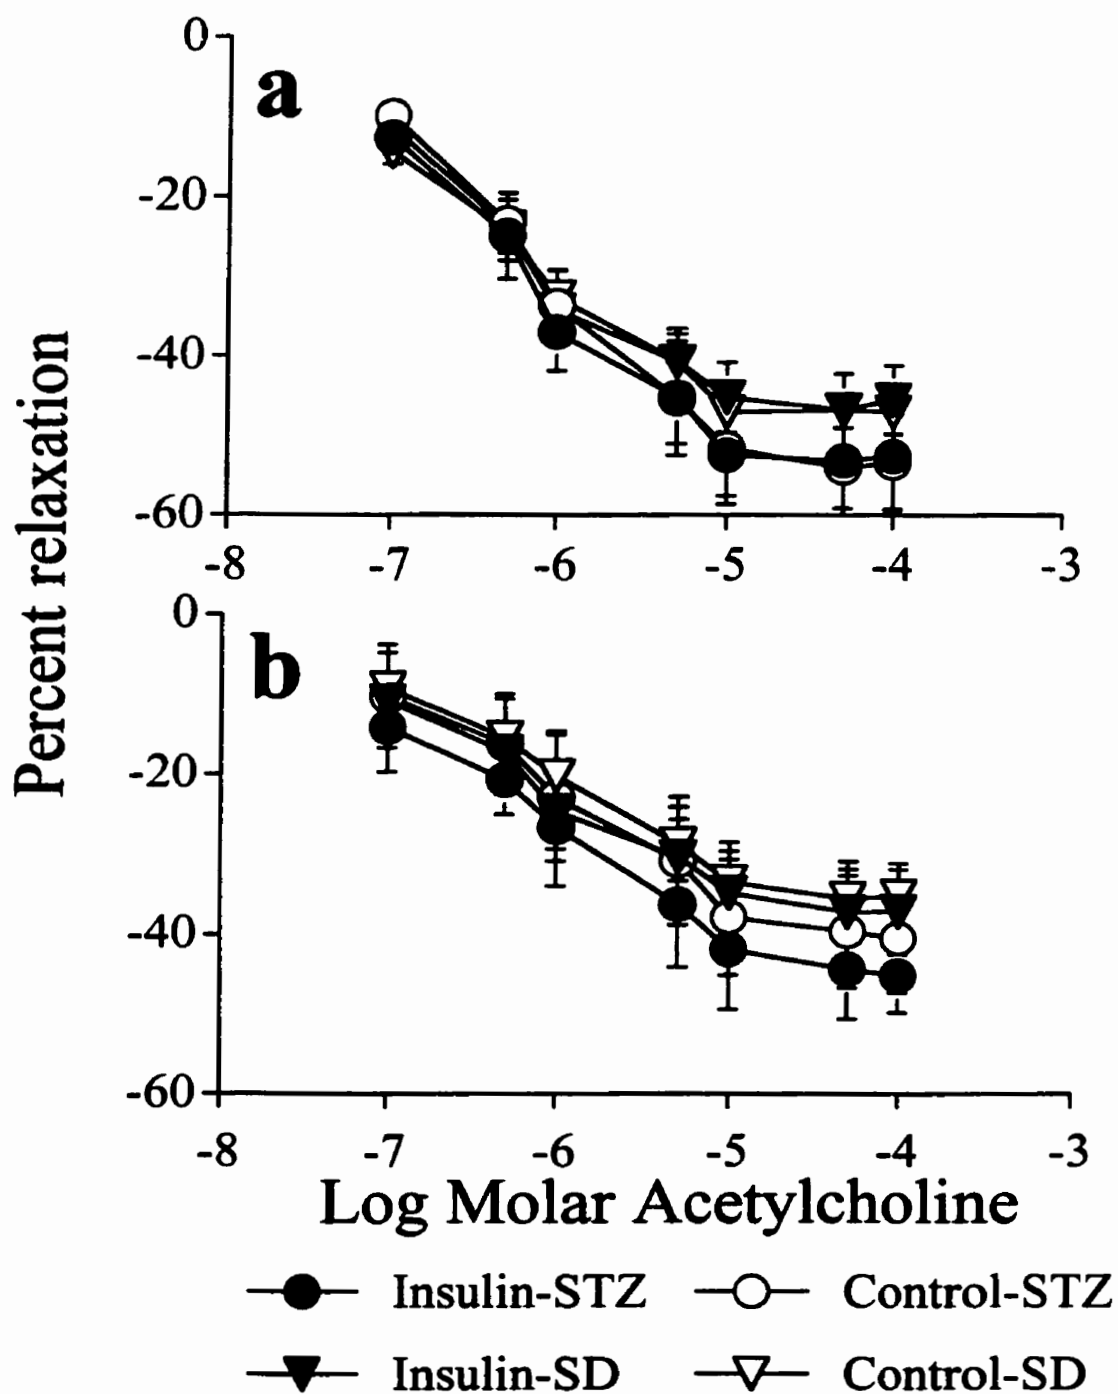 0
a
-20
-40
-60
-8 -7 -6 -5 -4 -3
Percent relaxation
0
b
-20
-40
-60
-8 -7 -6 -5 -4 -3
Log Molar Acetylcholine
Insulin-STZ Control-STZ
Insulin-SD Control-SD